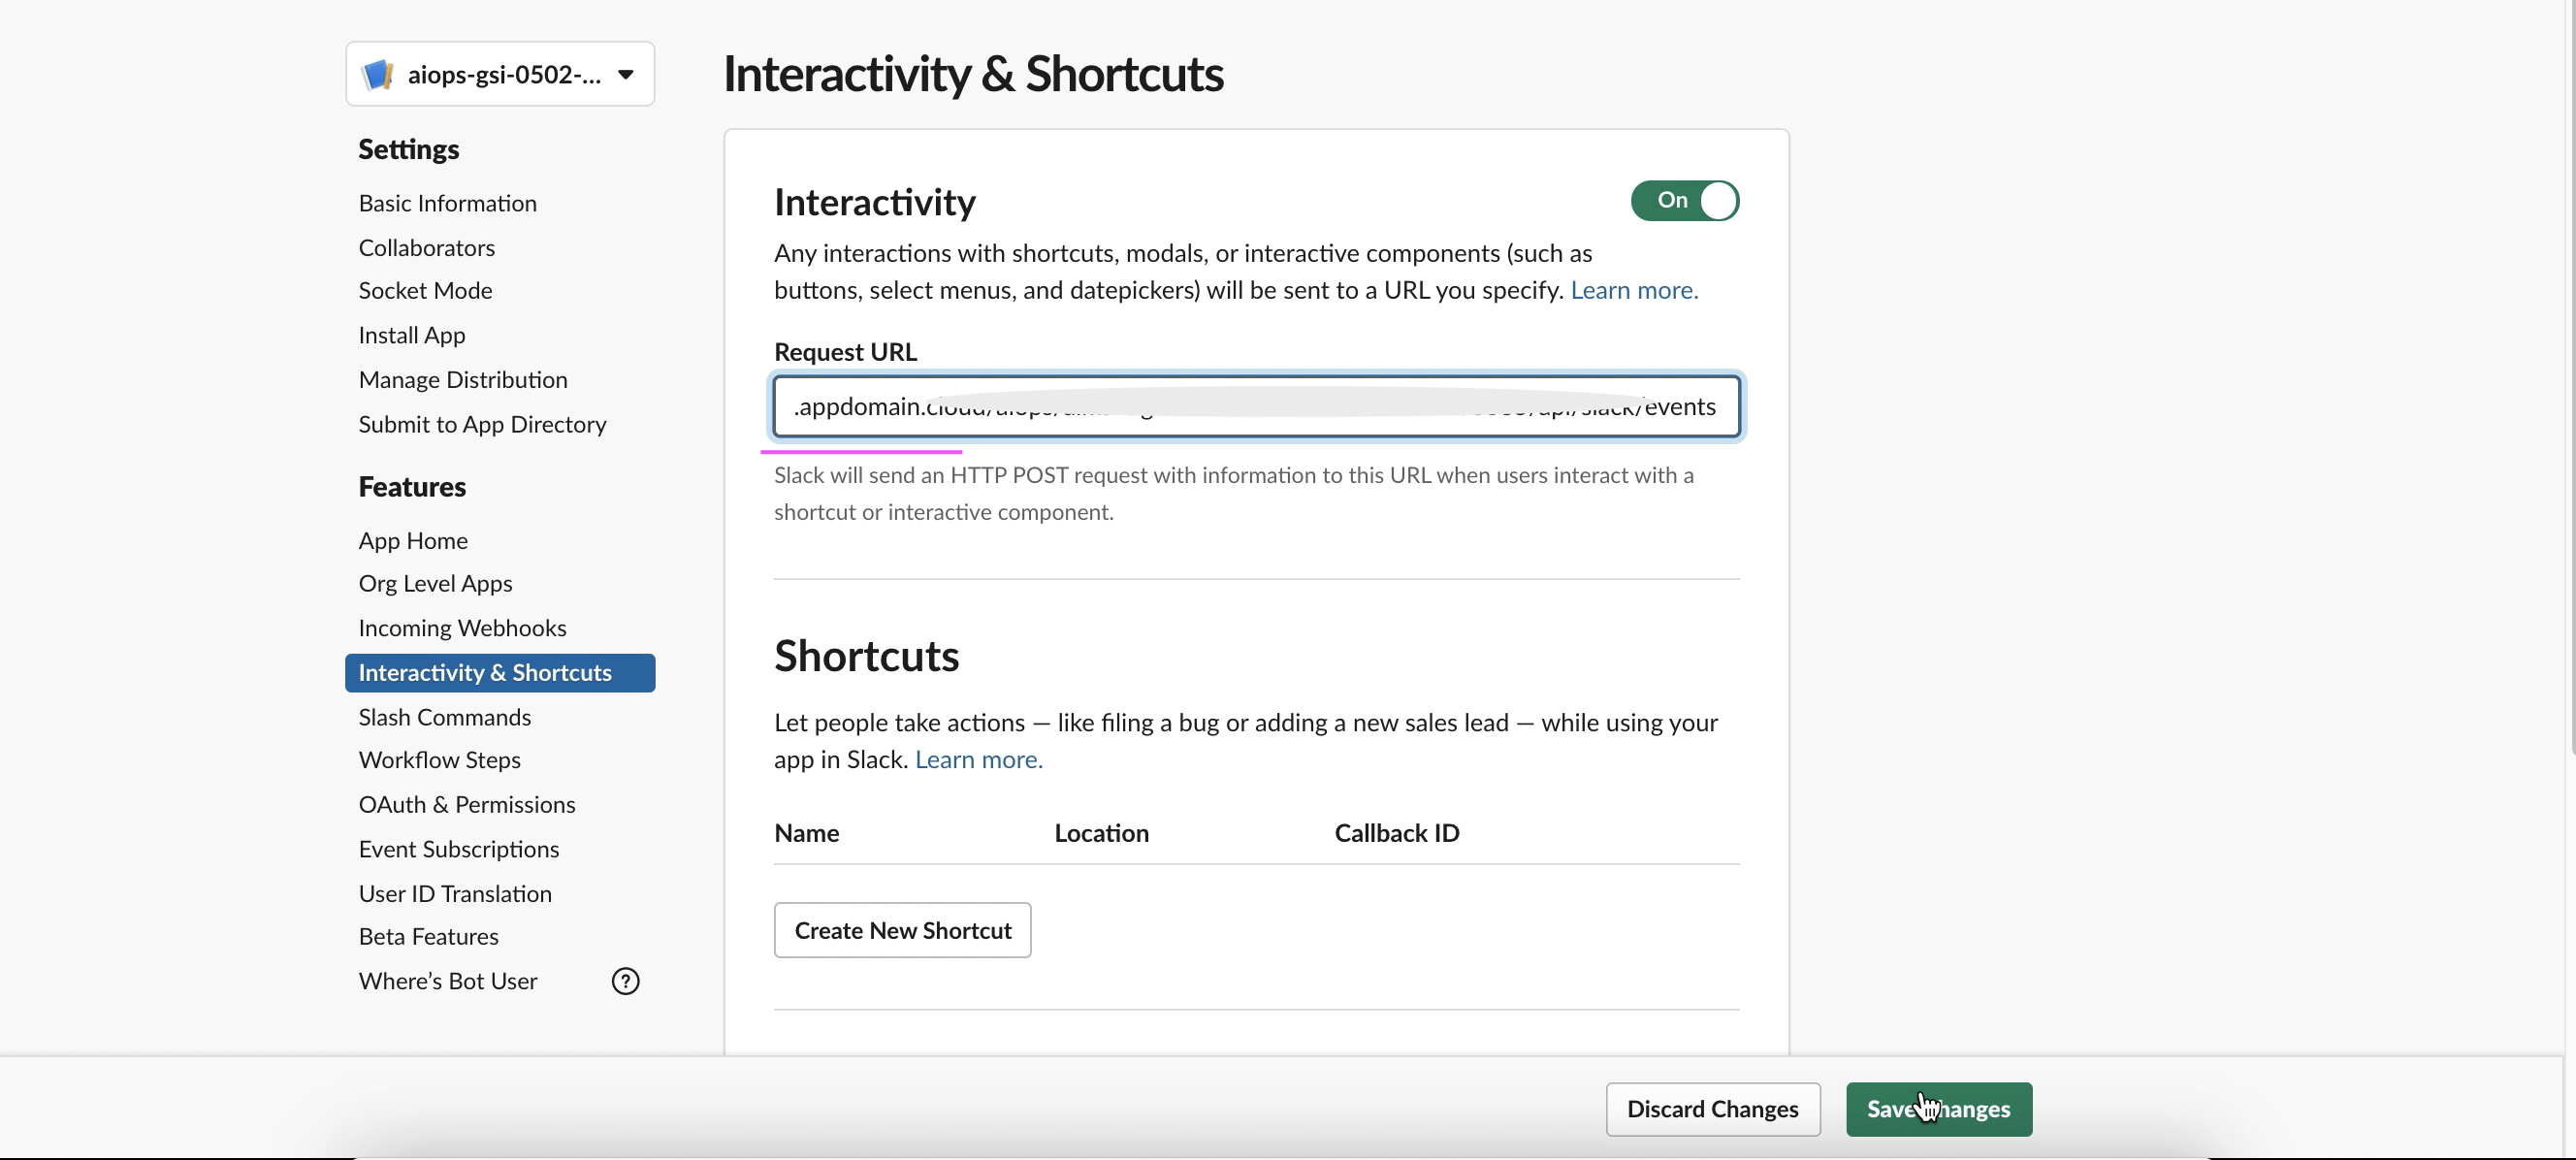 aiops-gsi-0502-...
Interactivity & Shortcuts
Settings
Basic Information
Collaborators
Socket Mode
Install App
Manage Distribution
Submit to App Directory
Features
App Home
Org Level Apps
Incoming Webhooks
Interactivity & Shortcuts
Slash Commands
Workflow Steps
OAuth & Permissions
Event Subscriptions
User ID Translation
Beta Features
Where's Bot User
?
Interactivity
On
Any interactions with shortcuts, modals, or interactive components (such as
buttons, select menus, and datepickers) will be sent to a URL you specify. Learn more.
Request URL
.appdomain.cloud/aiops/ /api/slack/events
Slack will send an HTTP POST request with information to this URL when users interact with a
shortcut or interactive component.
Shortcuts
Let people take actions — like filing a bug or adding a new sales lead — while using your
app in Slack. Learn more.
Name Location Callback ID
Create New Shortcut
Discard Changes
Save Changes